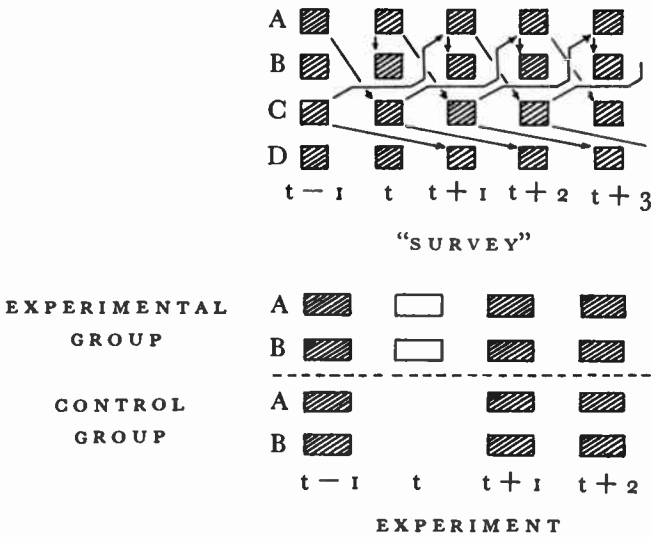 A
B
C
D
t − 1 t t + 1 t + 2 t + 3
“SURVEY”
EXPERIMENTAL
GROUP
A
B
CONTROL
GROUP
A
B
t − 1 t t + 1 t + 2
EXPERIMENT